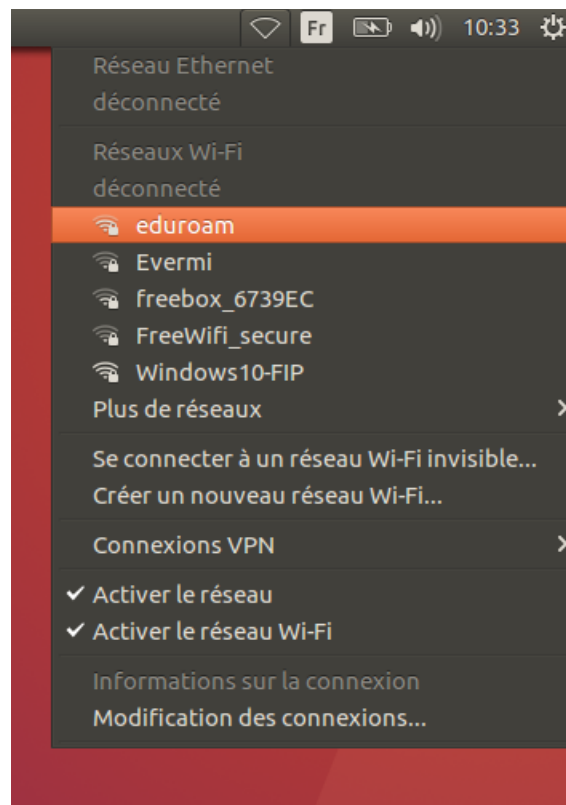 Fr 10:33
Réseau Ethernet
déconnecté
Réseaux Wi-Fi
déconnecté
eduroam
Evermi
freebox_6739EC
FreeWifi_secure
Windows10-FIP
Plus de réseaux
Se connecter à un réseau Wi-Fi invisible...
Créer un nouveau réseau Wi-Fi...
Connexions VPN
Activer le réseau
Activer le réseau Wi-Fi
Informations sur la connexion
Modification des connexions...